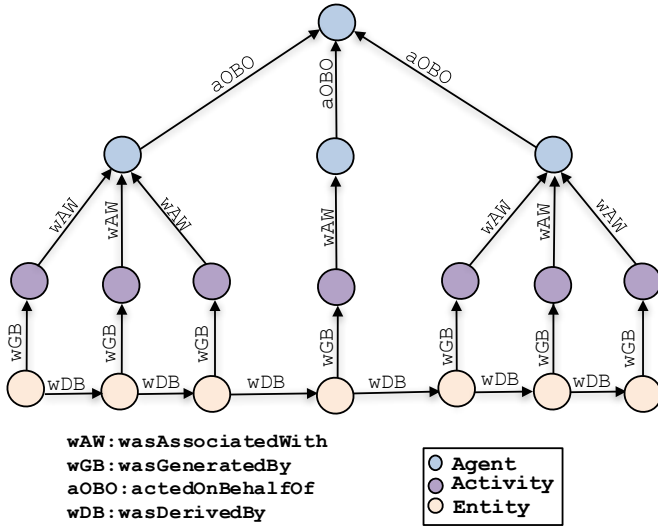 aOBO
aOBO
aOBO
wAW
wAW
wAW
wAW
wAW
wAW
wAW
wGB
wGB
wGB
wGB
wGB
wGB
wGB
wDB
wDB
wDB
wDB
wDB
wDB
wAW:wasAssociatedWith
wGB:wasGeneratedBy
aOBO:actedOnBehalfOf
wDB:wasDerivedBy
Agent
Activity
Entity